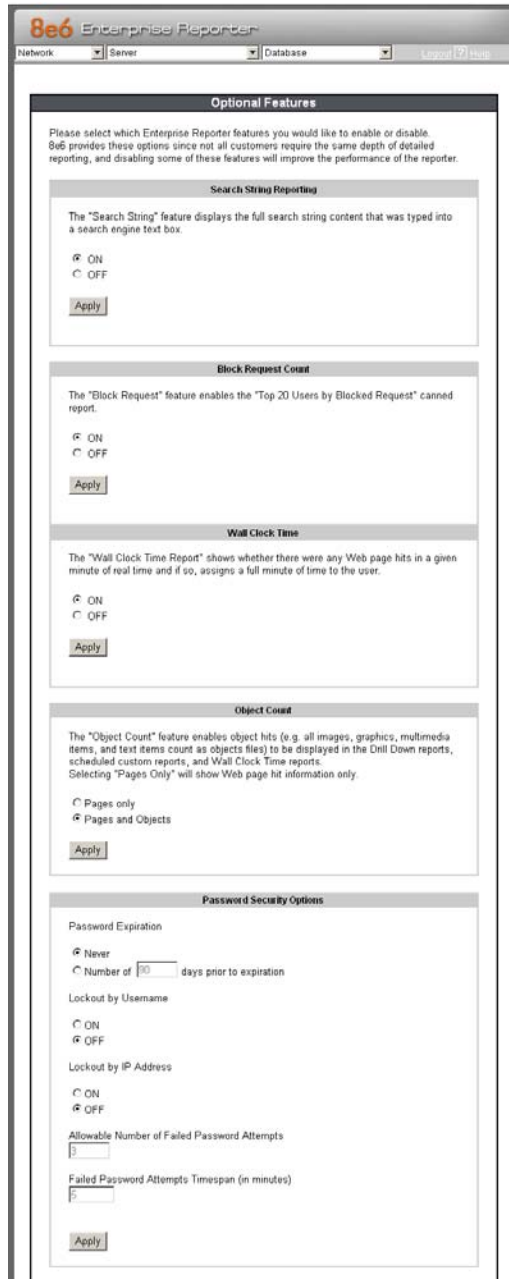 8e6 Enterprise Reporter
Network Server Database Logout ? Help
Optional Features
Please select which Enterprise Reporter features you would like to enable or disable.
8e6 provides these options since not all customers require the same depth of detailed
reporting, and disabling some of these features will improve the performance of the reporter.
Search String Reporting
The "Search String" feature displays the full search string content that was typed into
a search engine text box.
ON
OFF
Apply
Block Request Count
The "Block Request" feature enables the "Top 20 Users by Blocked Request" canned
report.
ON
OFF
Apply
Wall Clock Time
The "Wall Clock Time Report" shows whether there were any Web page hits in a given
minute of real time and if so, assigns a full minute of time to the user.
ON
OFF
Apply
Object Count
The "Object Count" feature enables object hits (e.g. all images, graphics, multimedia
items, and text items count as objects files) to be displayed in the Drill Down reports,
scheduled custom reports, and Wall Clock Time reports.
Selecting "Pages Only" will show Web page hit information only.
Pages only
Pages and Objects
Apply
Password Security Options
Password Expiration
Never
Number of 90 days prior to expiration
Lockout by Username
ON
OFF
Lockout by IP Address
ON
OFF
Allowable Number of Failed Password Attempts
3
Failed Password Attempts Timespan (in minutes)
5
Apply